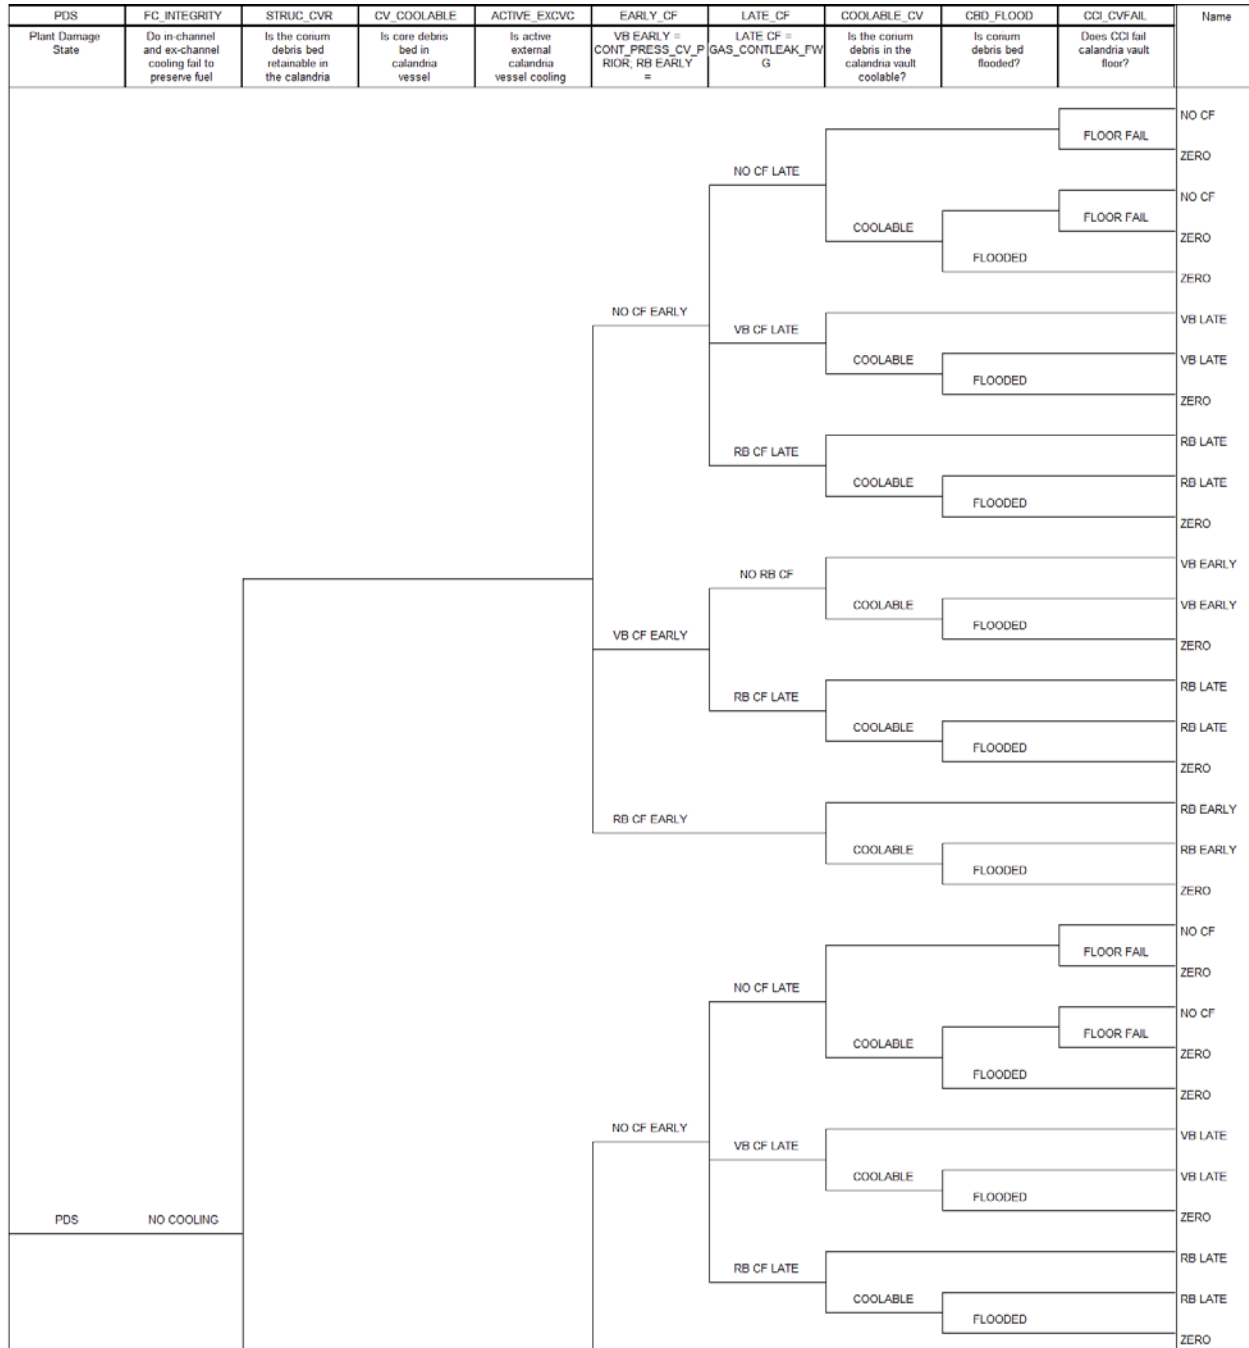 PDS FC_INTEGRITY STRUC_CVR CV_COOLABLE ACTIVE_EXCVC EARLY_CF LATE_CF COOLABLE_CV CBD_FLOOD CCI_CVFAIL Name
Plant Damage
State
Do in-channel
and ex-channel
cooling fail to
preserve fuel
Is the corium
debris bed
retainable in
the calandria
Is core debris
bed in
calandria
vessel
Is active
external
calandria
vessel cooling
VB EARLY =
CONT_PRESS_CV_P
RIOR; RB EARLY
=
LATE CF =
GAS_CONTLEAK_FW
G
Is the corium
debris in the
calandria vault
coolable?
Is corium
debris bed
flooded?
Does CCI fail
calandria vault
floor?
NO CF
FLOOR FAIL
ZERO
NO CF LATE
NO CF
FLOOR FAIL
COOLABLE
ZERO
FLOODED
ZERO
NO CF EARLY
VB LATE
VB CF LATE
VB LATE
COOLABLE
FLOODED
ZERO
RB LATE
RB CF LATE
RB LATE
COOLABLE
FLOODED
ZERO
VB EARLY
NO RB CF
VB EARLY
COOLABLE
FLOODED
VB CF EARLY
ZERO
RB LATE
RB CF LATE
RB LATE
COOLABLE
FLOODED
ZERO
RB EARLY
RB CF EARLY
RB EARLY
COOLABLE
FLOODED
ZERO
NO CF
FLOOR FAIL
ZERO
NO CF LATE
NO CF
FLOOR FAIL
COOLABLE
ZERO
FLOODED
ZERO
NO CF EARLY
VB LATE
VB CF LATE
VB LATE
COOLABLE
FLOODED
ZERO
PDS NO COOLING
RB LATE
RB CF LATE
RB LATE
COOLABLE
FLOODED
ZERO